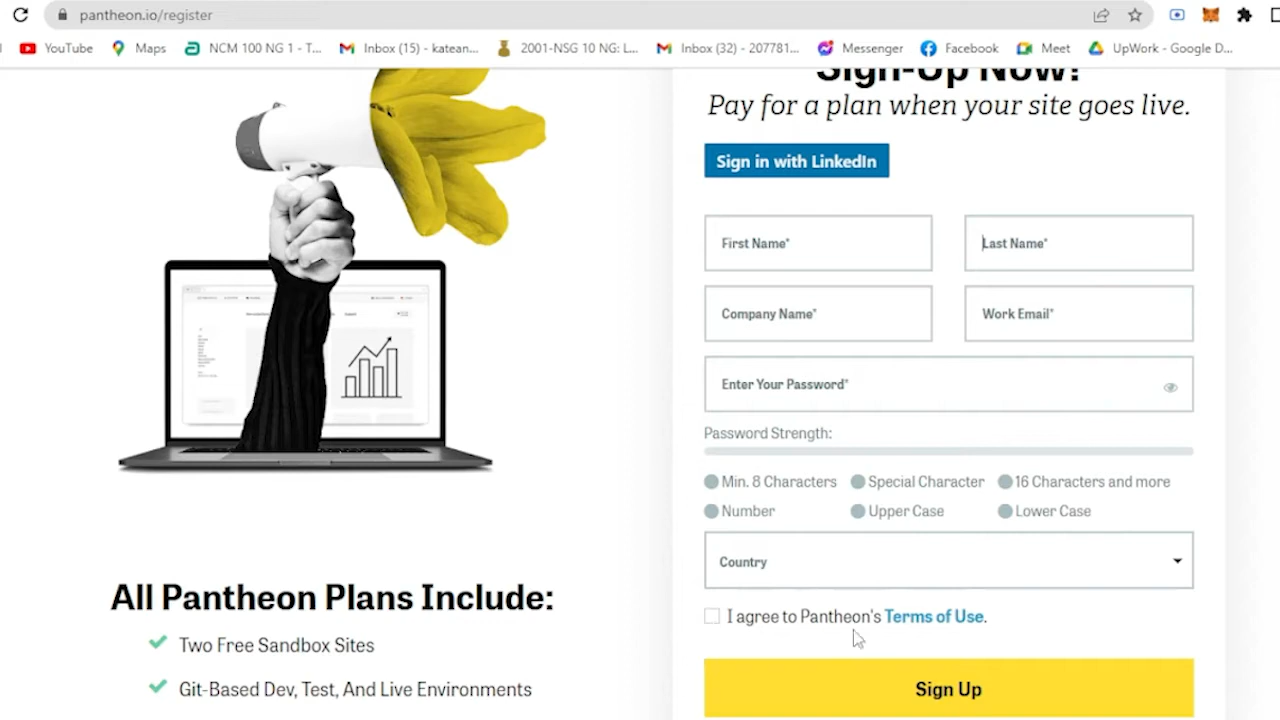 pantheon.io/register
YouTube
Maps
NCM 100 NG 1 - T...
Inbox (15) - katean...
2001-NSG 10 NG: L...
Inbox (32) - 207781...
Messenger
Facebook
Meet
UpWork - Google D...
Sign-Up Now!
Pay for a plan when your site goes live.
Sign in with LinkedIn
First Name*
Last Name*
Company Name*
Work Email*
Enter Your Password*
Password Strength:
Min. 8 Characters
Special Character
16 Characters and more
Number
Upper Case
Lower Case
Country
I agree to Pantheon's Terms of Use.
Sign Up
All Pantheon Plans Include:
Two Free Sandbox Sites
Git-Based Dev, Test, And Live Environments